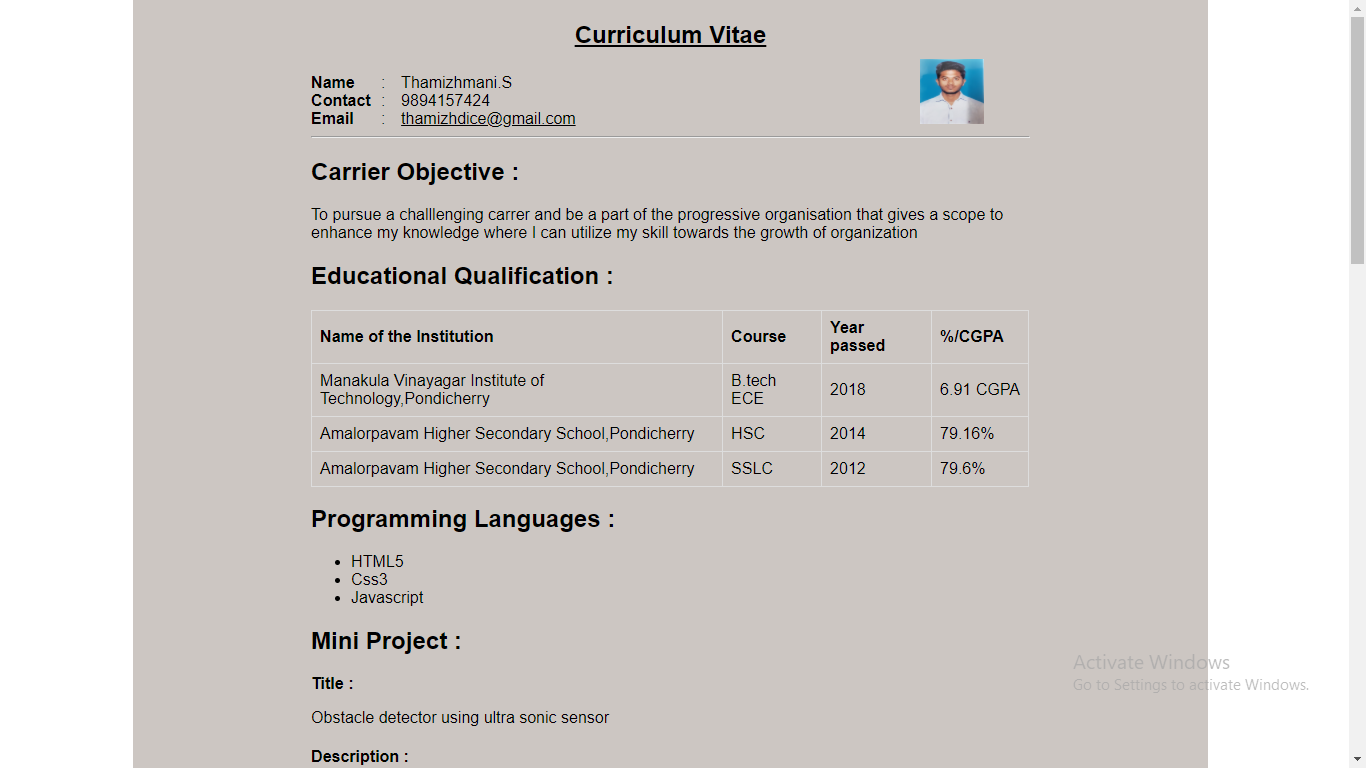 Curriculum Vitae
Name : Thamizhmani.S
Contact : 9894157424
Email : thamizhdice@gmail.com
Carrier Objective :
To pursue a challlenging carrer and be a part of the progressive organisation that gives a scope to
enhance my knowledge where I can utilize my skill towards the growth of organization
Educational Qualification :
Name of the Institution Course Year passed %/CGPA
Manakula Vinayagar Institute of Technology,Pondicherry B.tech ECE 2018 6.91 CGPA
Amalorpavam Higher Secondary School,Pondicherry HSC 2014 79.16%
Amalorpavam Higher Secondary School,Pondicherry SSLC 2012 79.6%
Programming Languages :
• HTML5
• Css3
• Javascript
Mini Project :
Title :
Obstacle detector using ultra sonic sensor
Description :
Activate Windows
Go to Settings to activate Windows.